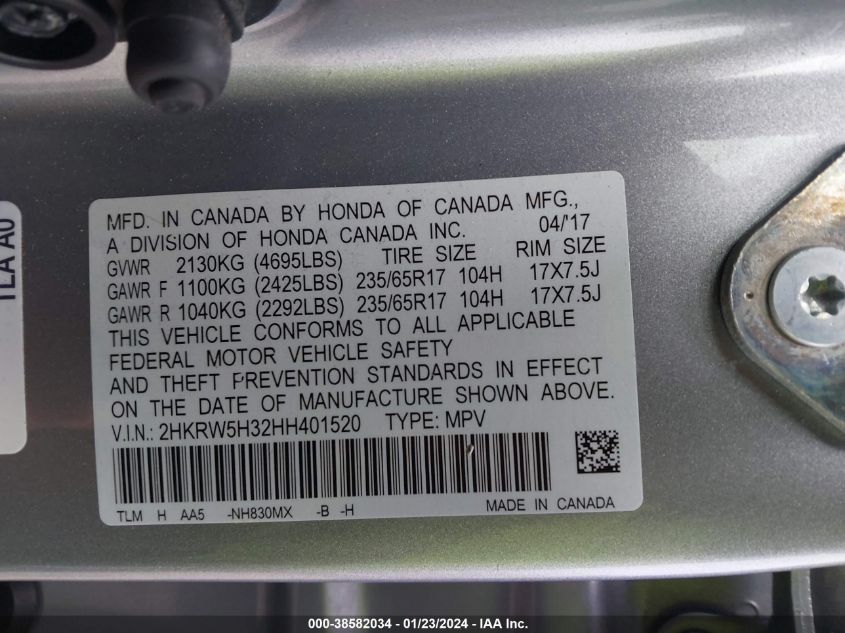 MFD. IN CANADA BY HONDA OF CANADA MFG.,
A DIVISION OF HONDA CANADA INC. 04/'17
GVWR 2130KG (4695LBS) TIRE SIZE RIM SIZE
GAWR F 1100KG (2425LBS) 235/65R17 104H 17X7.5J
GAWR R 1040KG (2292LBS) 235/65R17 104H 17X7.5J
THIS VEHICLE CONFORMS TO ALL APPLICABLE
FEDERAL MOTOR VEHICLE SAFETY
AND THEFT PREVENTION STANDARDS IN EFFECT
ON THE DATE OF MANUFACTURE SHOWN ABOVE.
V.I.N.: 2HKRW5H32HH401520 TYPE: MPV
TLM H AA5 -NH830MX -B -H MADE IN CANADA
TLA A0
000-38582034 - 01/23/2024 - IAA Inc.